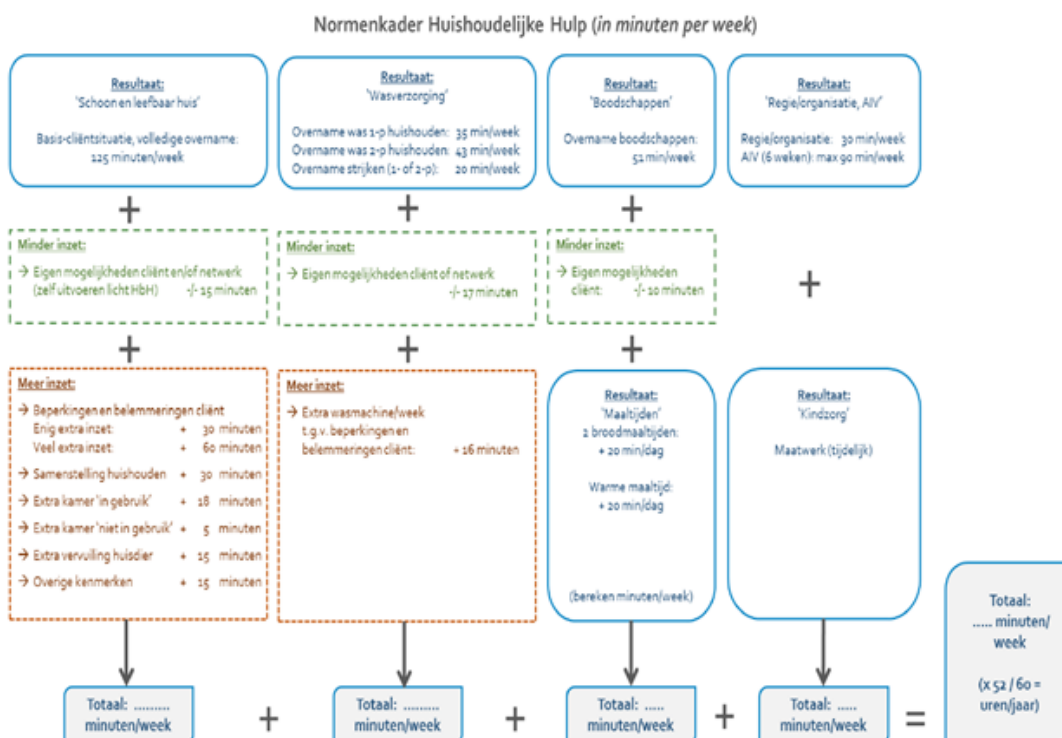 Normenkader Huishoudelijke Hulp (in minuten per week)
Resultaat:
'Schoon en leefbaar huis'
Basis-cliëntsituatie, volledige overname:
125 minuten/week
Resultaat:
'Wasverzorging'
Overname was 1-p huishouden: 35 min/week
Overname was 2-p huishouden: 43 min/week
Overname strijken (1- of 2-p): 20 min/week
Resultaat:
'Boodschappen'
Overname boodschappen:
51 min/week
Resultaat:
'Regie/organisatie, AIV'
Regie/organisatie: 30 min/week
AIV (6 weken): max 90 min/week
+
+
+
Minder inzet:
→ Eigen mogelijkheden cliënt en/of netwerk
(zelf uitvoeren licht HbH) -/- 15 minuten
Minder inzet:
→ Eigen mogelijkheden cliënt of netwerk
-/- 17 minuten
Minder inzet:
→ Eigen mogelijkheden
cliënt: -/- 10 minuten
+
+
+
+
Meer inzet:
→ Beperkingen en belemmeringen cliënt
Enig extra inzet: + 30 minuten
Veel extra inzet: + 60 minuten
→ Samenstelling huishouden + 30 minuten
→ Extra kamer 'in gebruik' + 18 minuten
→ Extra kamer 'niet in gebruik' + 5 minuten
→ Extra vervuiling huisdier + 15 minuten
→ Overige kenmerken + 15 minuten
Meer inzet:
→ Extra wasmachine/week
t.g.v. beperkingen en
belemmeringen cliënt: + 16 minuten
Resultaat:
'Maaltijden'
2 broodmaaltijden:
+ 20 min/dag
Warme maaltijd:
+ 20 min/dag
(bereken minuten/week)
Resultaat:
'Kindzorg'
Maatwerk (tijdelijk)
Totaal: ..........
minuten/week
+
Totaal: ..........
minuten/week
+
Totaal: .....
minuten/week
+
Totaal: .....
minuten/week
=
Totaal:
..... minuten/
week
(x 52 / 60 =
uren/jaar)